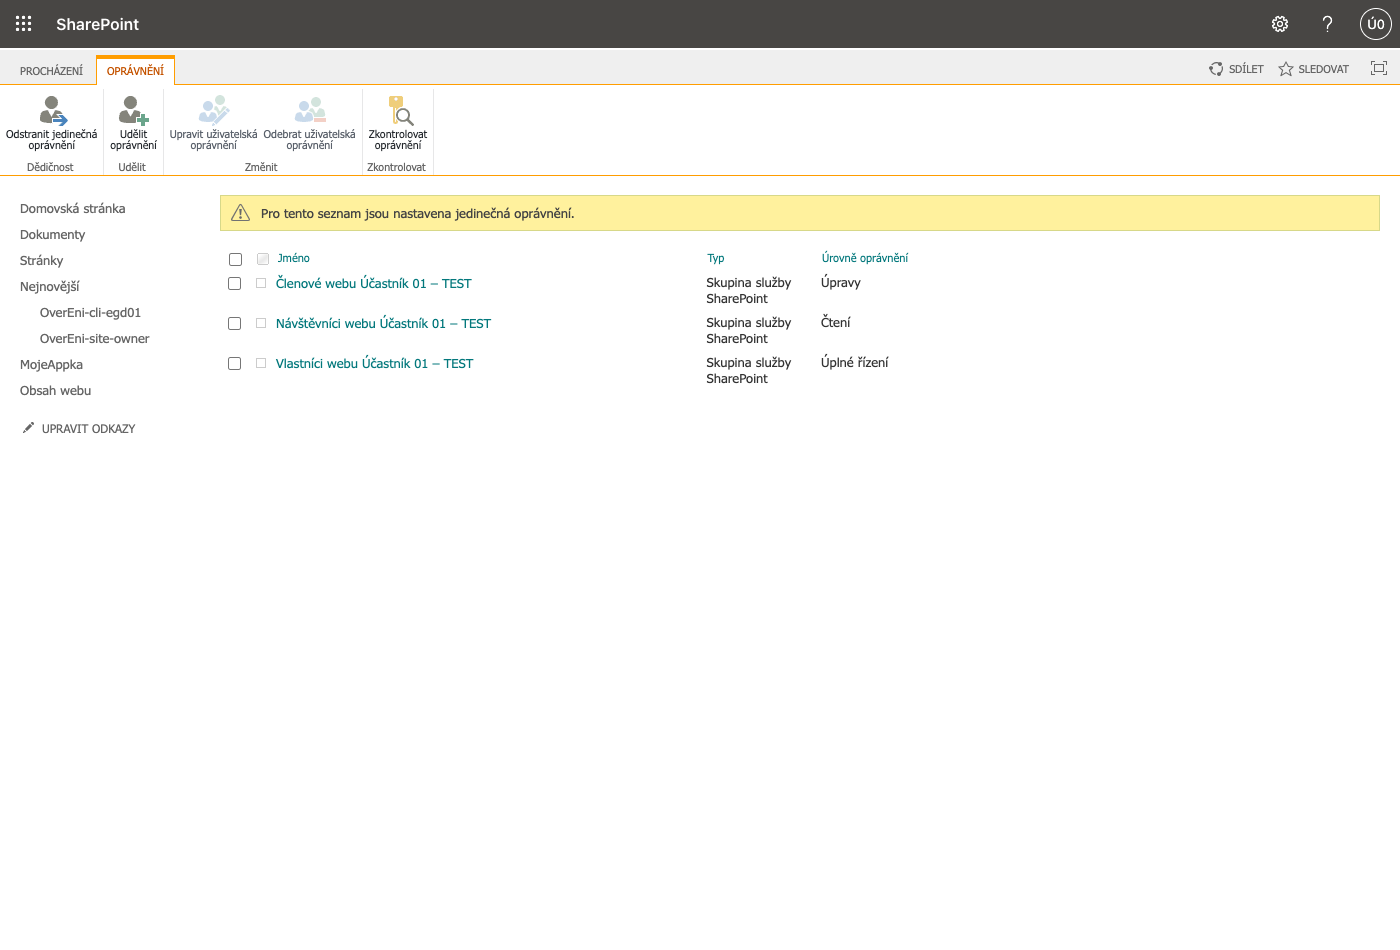 SharePoint
Ú0
PROCHÁZENÍ
OPRÁVNĚNÍ
SDÍLET
SLEDOVAT
Odstranit jedinečná
oprávnění
Udělit
oprávnění
Upravit uživatelská
oprávnění
Odebrat uživatelská
oprávnění
Zkontrolovat
oprávnění
Dědičnost
Udělit
Změnit
Zkontrolovat
Domovská stránka
Dokumenty
Stránky
Nejnovější
OverEni-cli-egd01
OverEni-site-owner
MojeAppka
Obsah webu
UPRAVIT ODKAZY
Pro tento seznam jsou nastavena jedinečná oprávnění.
Jméno Typ Úrovně oprávnění
Členové webu Účastník 01 – TEST Skupina služby Úpravy
SharePoint
Návštěvníci webu Účastník 01 – TEST Skupina služby Čtení
SharePoint
Vlastníci webu Účastník 01 – TEST Skupina služby Úplné řízení
SharePoint